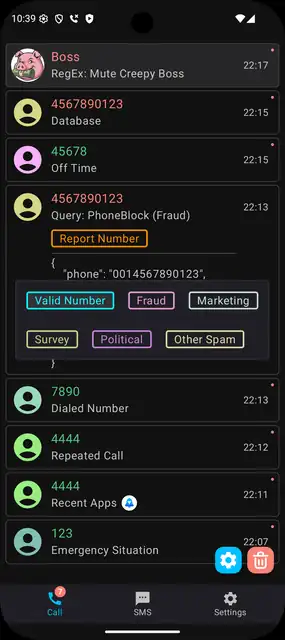 10:39
Boss
RegEx: Mute Creepy Boss
22:17
4567890123
Database
22:15
45678
Off Time
22:15
4567890123
Query: PhoneBlock (Fraud)
22:13
Report Number
{
"phone": "0014567890123",
Valid Number
Fraud
Marketing
Survey
Political
Other Spam
}
7890
Dialed Number
22:13
4444
Repeated Call
22:12
4444
Recent Apps
22:11
123
Emergency Situation
22:07
7
Call
SMS
Settings